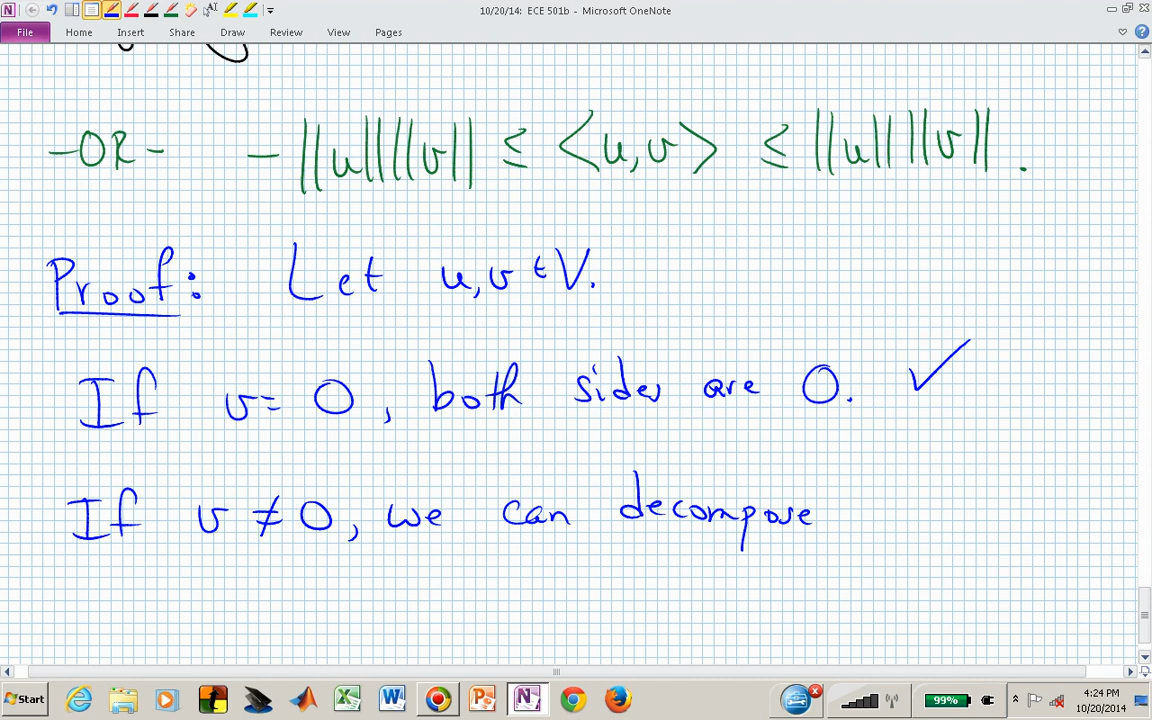 10/20/14: ECE 501b - Microsoft OneNote
File Home Insert Share Draw Review View Pages
-OR- -||u||||v|| ≤ <u,v> ≤ ||u||||v||.
Proof: Let u,v ∈ V.
If v=0, both sides are 0. ✓
If v≠0, we can decompose
Start 99% 4:24 PM
10/20/2014